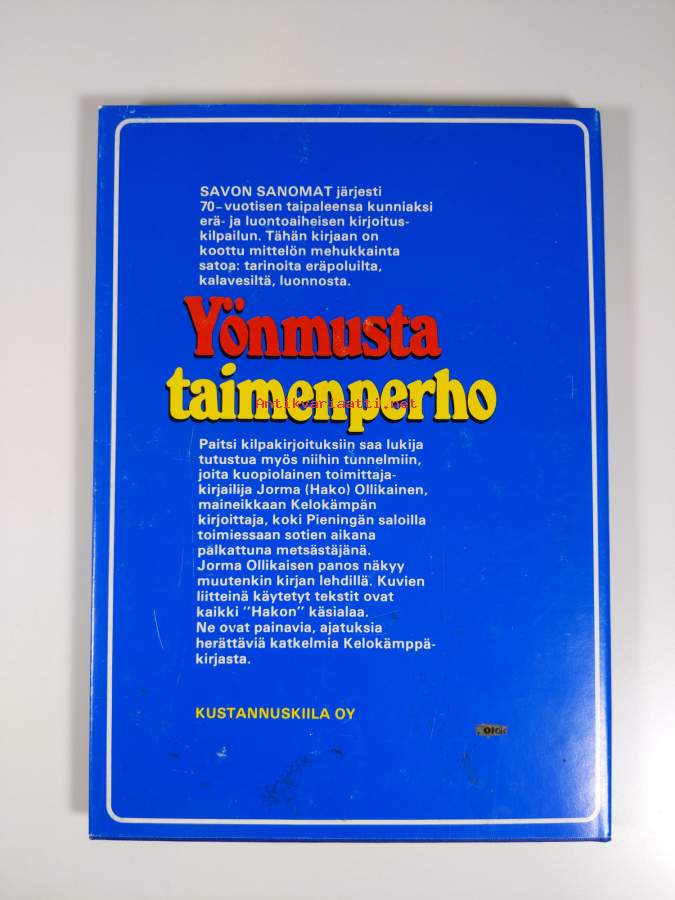 SAVON SANOMAT järjesti
70-vuotisen taipaleensa kunniaksi
erä- ja luontoaiheisen kirjoitus-
kilpailun. Tähän kirjaan on
koottu mittelön mehukkainta
satoa: tarinoita eräpoluilta,
kalavesiltä, luonnosta.
Yönmusta
taimenperho
Antikvariaatti.net
Paitsi kilpakirjoituksiin saa lukija
tutustua myös niihin tunnelmiin,
joita kuopiolainen toimittaja-
kirjailija Jorma (Hako) Ollikainen,
maineikkaan Kelokämpän
kirjoittaja, koki Pieningän saloilla
toimiessaan sotien aikana
palkattuna metsästäjänä.
Jorma Ollikaisen panos näkyy
muutenkin kirjan lehdillä. Kuvien
liitteinä käytetyt tekstit ovat
kaikki "Hakon" käsialaa.
Ne ovat painavia, ajatuksia
herättäviä katkelmia Kelokämppä-
kirjasta.
KUSTANNUSKIILA OY